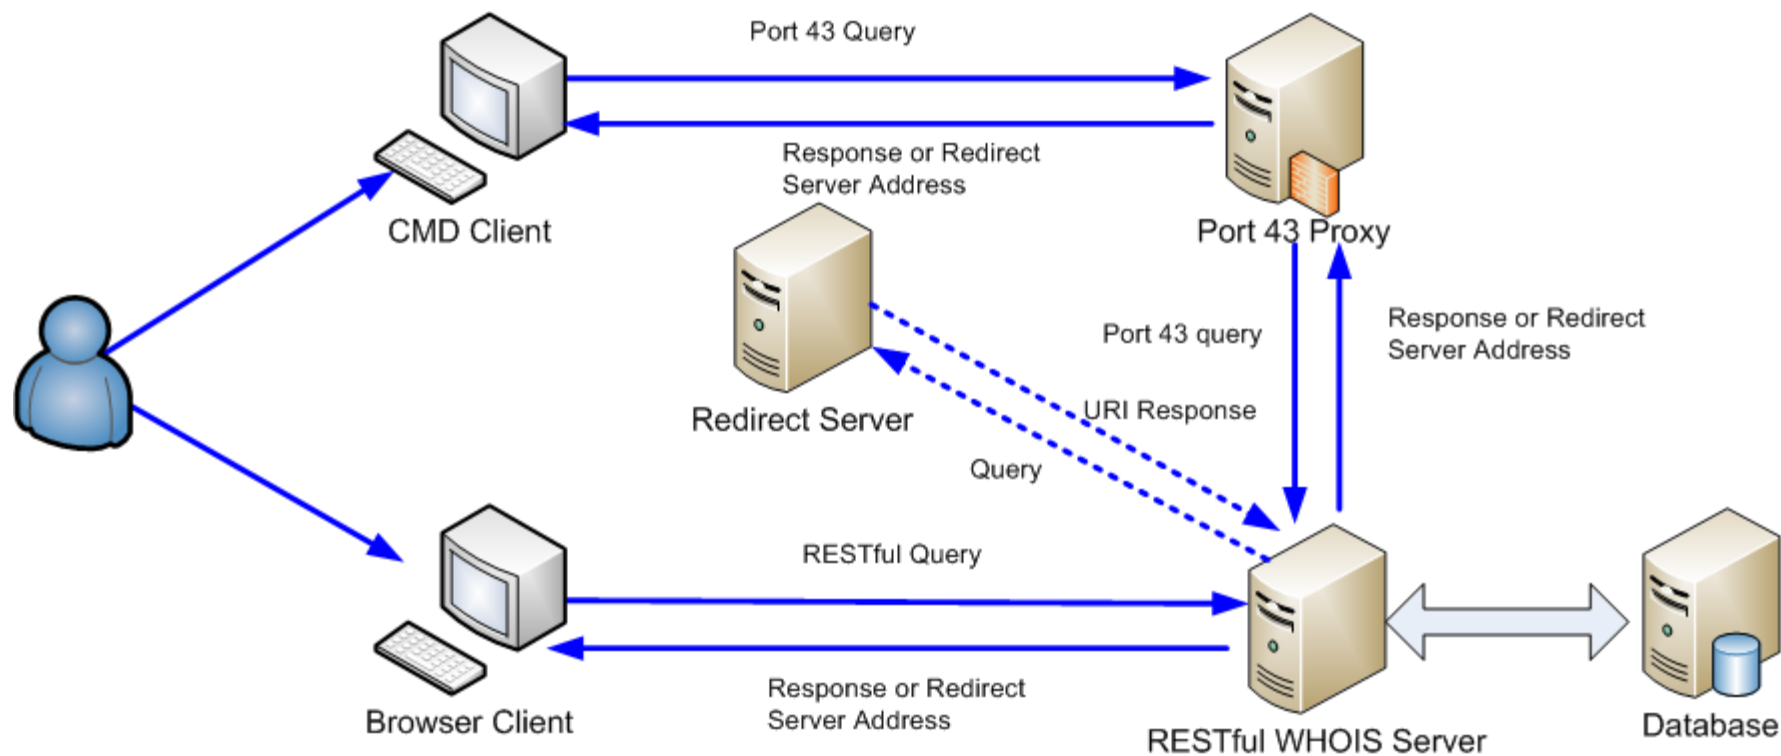 Port 43 Query
Response or Redirect
Server Address
CMD Client
Port 43 Proxy
Port 43 query
Response or Redirect
Server Address
Redirect Server
URI Response
Query
RESTful Query
Response or Redirect
Server Address
Browser Client
RESTful WHOIS Server
Database